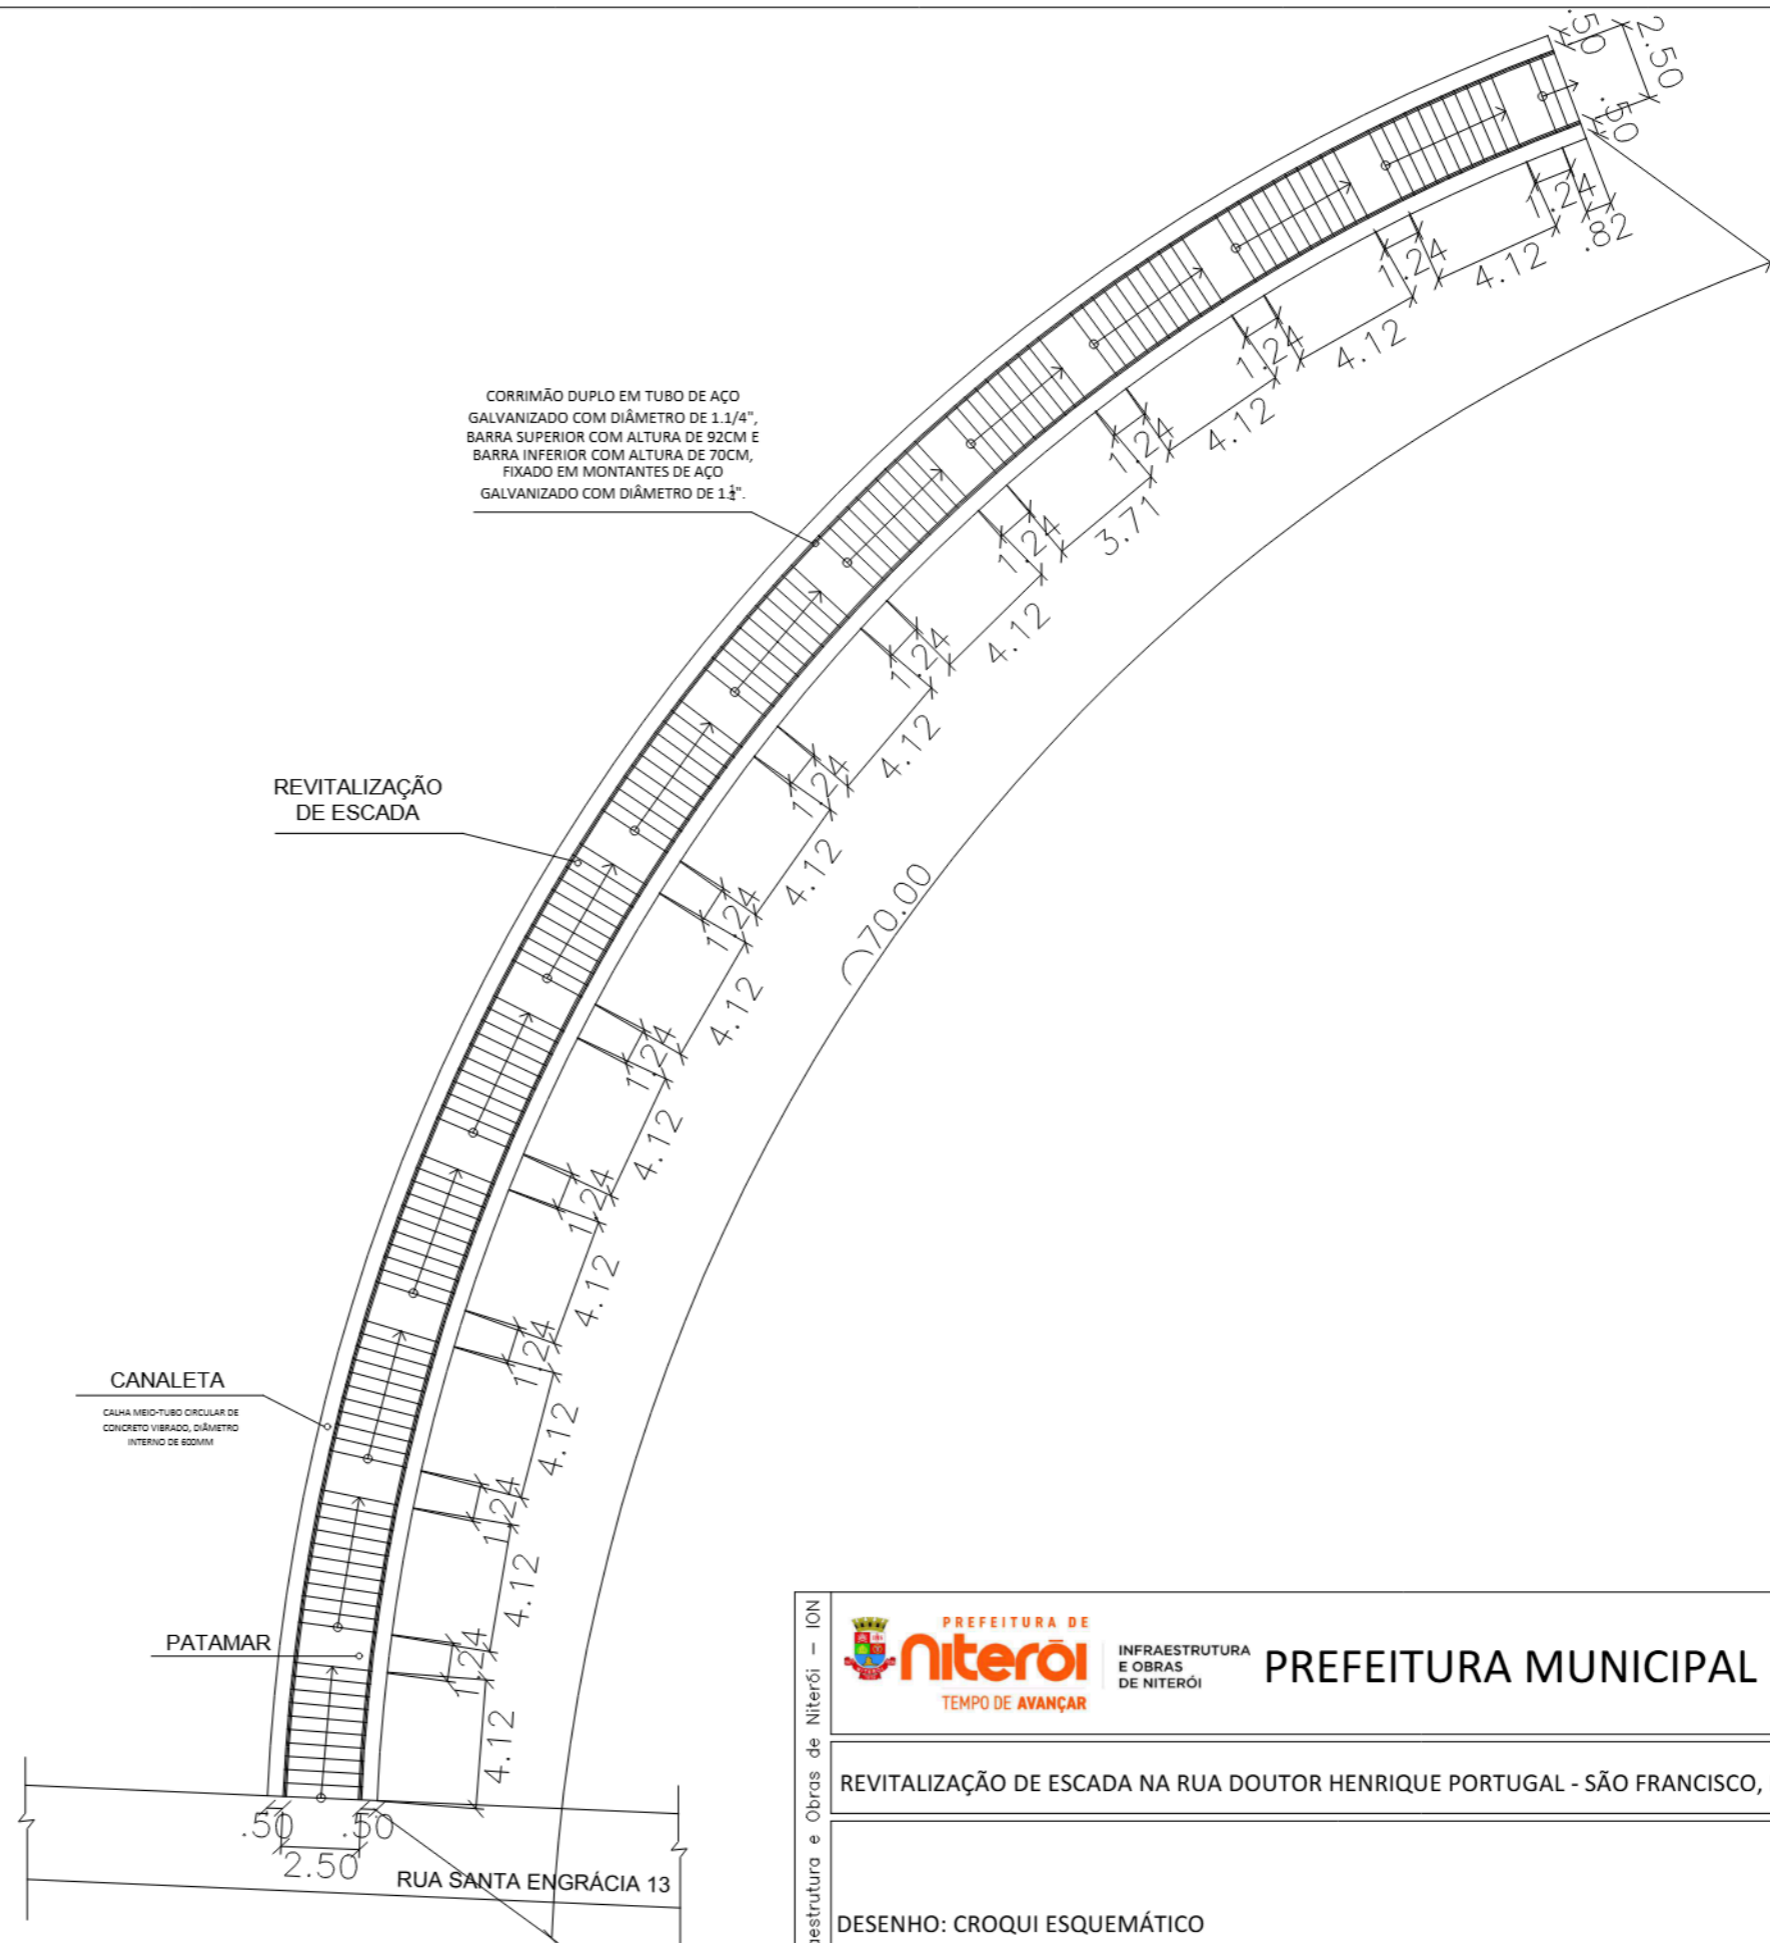 .50
2.50
.50
1.24
.82
4.12
1.24
4.12
1.24
4.12
1.24
3.71
1.24
4.12
1.24
4.12
1.24
4.12
1.24
4.12
1.24
4.12
1.24
4.12
1.24
4.12
1.24
4.12
1.24
4.12
70.00
CORRIMÃO DUPLO EM TUBO DE AÇO
GALVANIZADO COM DIÂMETRO DE 1.1/4",
BARRA SUPERIOR COM ALTURA DE 92CM E
BARRA INFERIOR COM ALTURA DE 70CM,
FIXADO EM MONTANTES DE AÇO
GALVANIZADO COM DIÂMETRO DE
REVITALIZAÇÃO
DE ESCADA
CANALETA
CALHA MEIO-TUBO CIRCULAR DE
CONCRETO VIBRADO, DIÂMETRO
INTERNO DE 600MM
PATAMAR
.50
.50
2.50
RUA SANTA ENGRÁCIA 13
aestrutura e Obras de Niterói – ION
PREFEITURA DE
Niterói
TEMPO DE AVANÇAR
INFRAESTRUTURA
E OBRAS
DE NITERÓI
PREFEITURA MUNICIPAL
REVITALIZAÇÃO DE ESCADA NA RUA DOUTOR HENRIQUE PORTUGAL - SÃO FRANCISCO,
DESENHO: CROQUI ESQUEMÁTICO